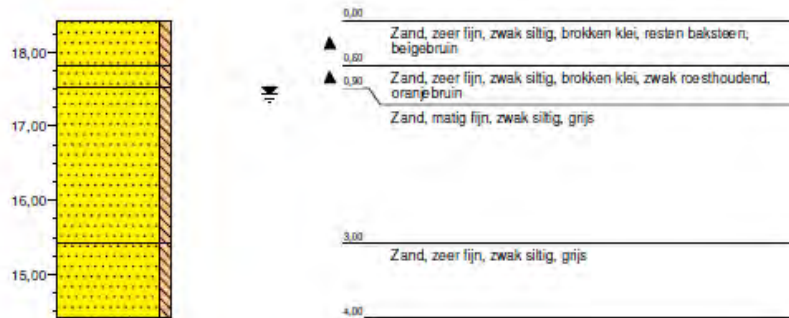 0,00
Zand, zeer fijn, zwak siltig, brokken klei, resten baksteen,
beigebruin
18,00
0,60
Zand, zeer fijn, zwak siltig, brokken klei, zwak roesthoudend,
oranjebruin
0,90
Zand, matig fijn, zwak siltig, grijs
17,00
16,00
3,00
Zand, zeer fijn, zwak siltig, grijs
15,00
4,00